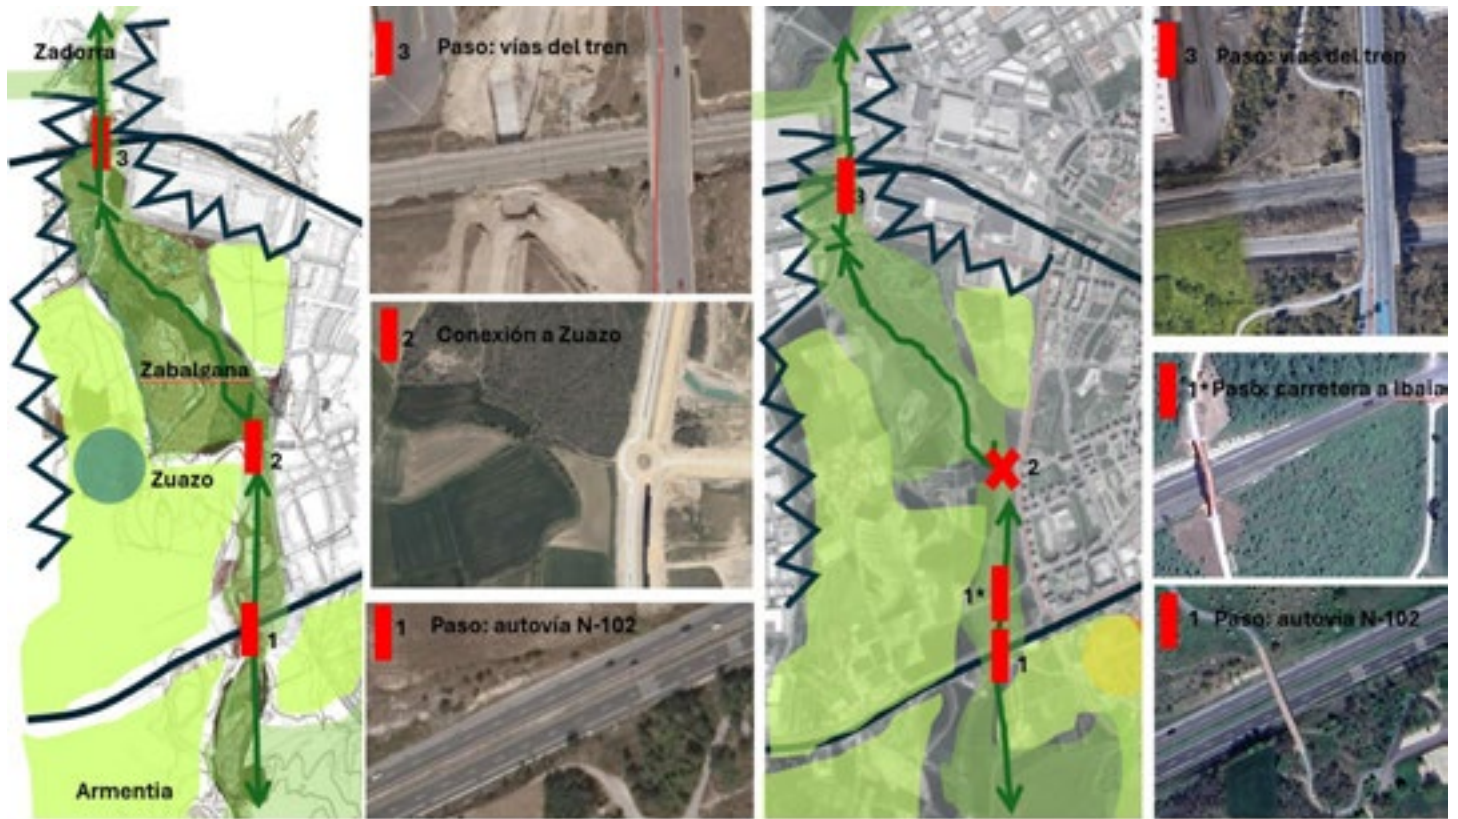 Zadorra
3
Zabalgana
2
Zuazo
1
Armentia
3 Paso: vías del tren
2 Conexión a Zuazo
1 Paso: autovía N-102
3
2
1*
1
3 Paso: vías del tren
1* Paso: carretera a Ibaia
1 Paso: autovía N-102